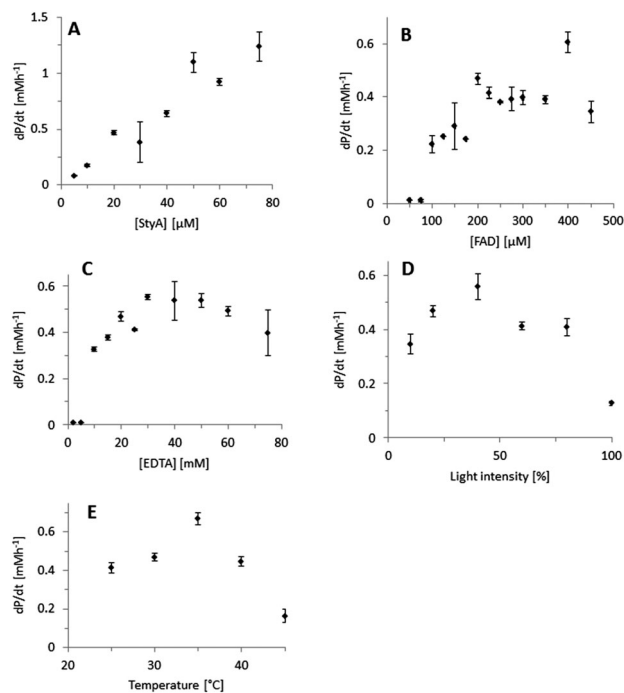 A
dP/dt [mMh⁻¹]
1.5
1
0.5
0
0 20 40 60 80
[StyA] [µM]
B
dP/dt [mMh⁻¹]
0.6
0.4
0.2
0
0 100 200 300 400 500
[FAD] [µM]
C
dP/dt [mMh⁻¹]
0.6
0.4
0.2
0
0 20 40 60 80
[EDTA] [mM]
D
dP/dt [mMh⁻¹]
0.6
0.4
0.2
0
0 50 100
Light intensity [%]
E
dP/dt [mMh⁻¹]
0.6
0.4
0.2
0
20 30 40
Temperature [°C]